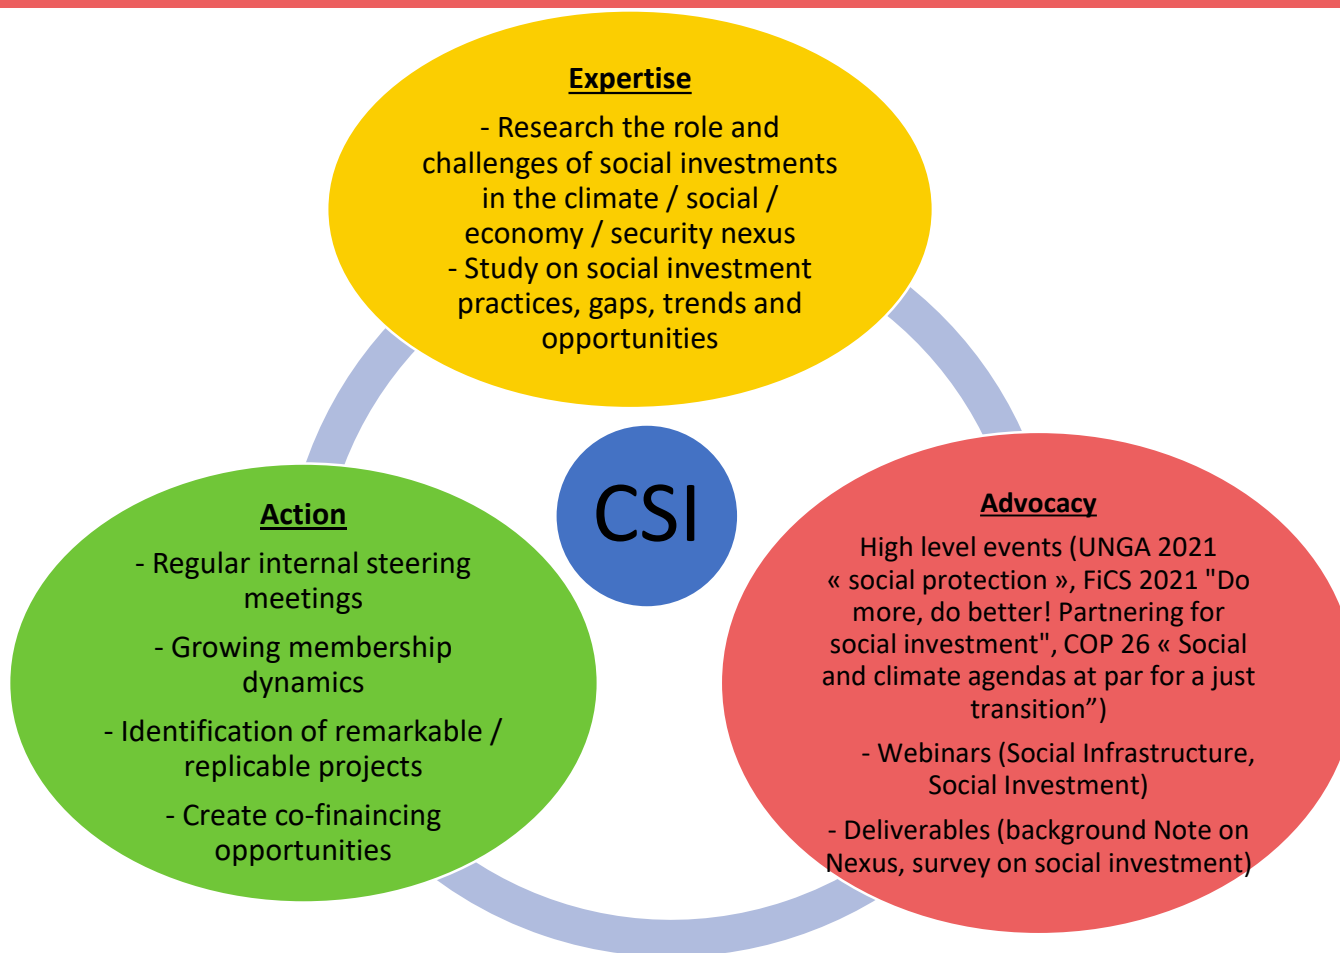 Expertise
- Research the role and
challenges of social investments
in the climate / social /
economy / security nexus
- Study on social investment
practices, gaps, trends and
opportunities
CSI
Action
- Regular internal steering
meetings
- Growing membership
dynamics
- Identification of remarkable /
replicable projects
- Create co-finaincing
opportunities
Advocacy
High level events (UNGA 2021
« social protection », FiCS 2021 "Do
more, do better! Partnering for
social investment", COP 26 « Social
and climate agendas at par for a just
transition”)
- Webinars (Social Infrastructure,
Social Investment)
- Deliverables (background Note on
Nexus, survey on social investment)